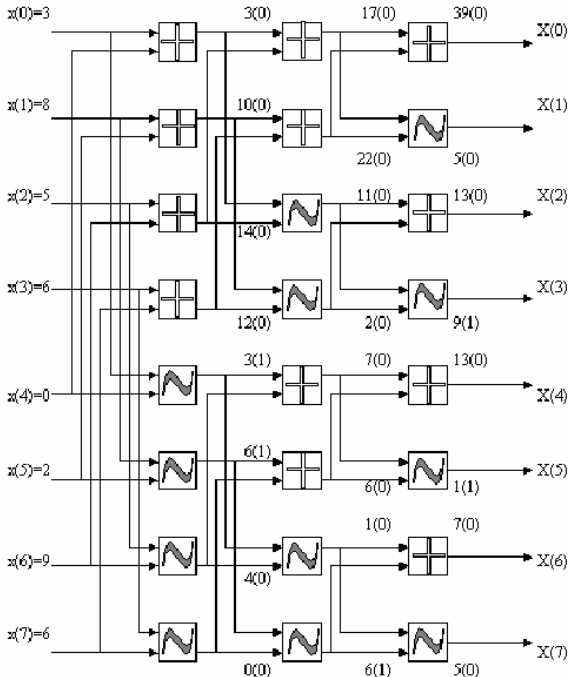 x(0)=3 3(0) 17(0) 39(0) X(0)
x(1)=8 10(0) X(1)
22(0) 5(0)
x(2)=5 11(0) 13(0) X(2)
14(0)
x(3)=6 X(3)
12(0) 2(0) 9(1)
3(1) 7(0) 13(0)
x(4)=0 X(4)
6(1)
x(5)=2 6(0) 1(1) X(5)
1(0) 7(0)
x(6)=9 4(0) X(6)
x(7)=6 X(7)
0(0) 6(1) 5(0)